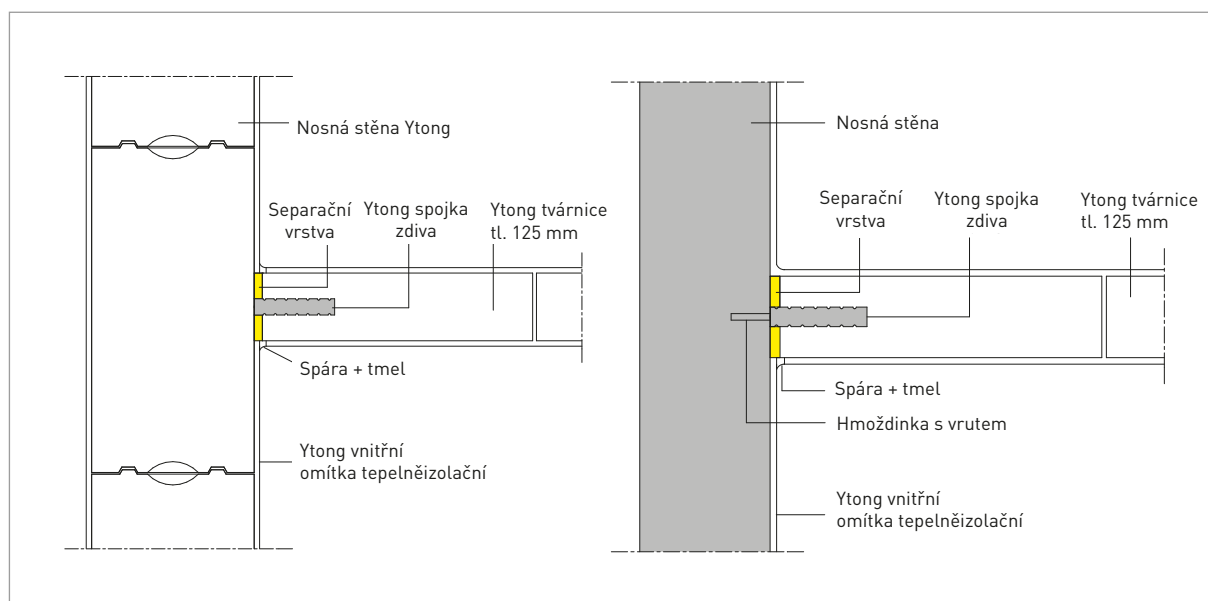 Nosná stěna Ytong
Separační
vrstva
Ytong spojka
zdiva
Ytong tvárnice
tl. 125 mm
Spára + tmel
Ytong vnitřní
omítka tepelněizolační
Nosná stěna
Separační
vrstva
Ytong spojka
zdiva
Ytong tvárnice
tl. 125 mm
Spára + tmel
Hmoždinka s vrutem
Ytong vnitřní
omítka tepelněizolační